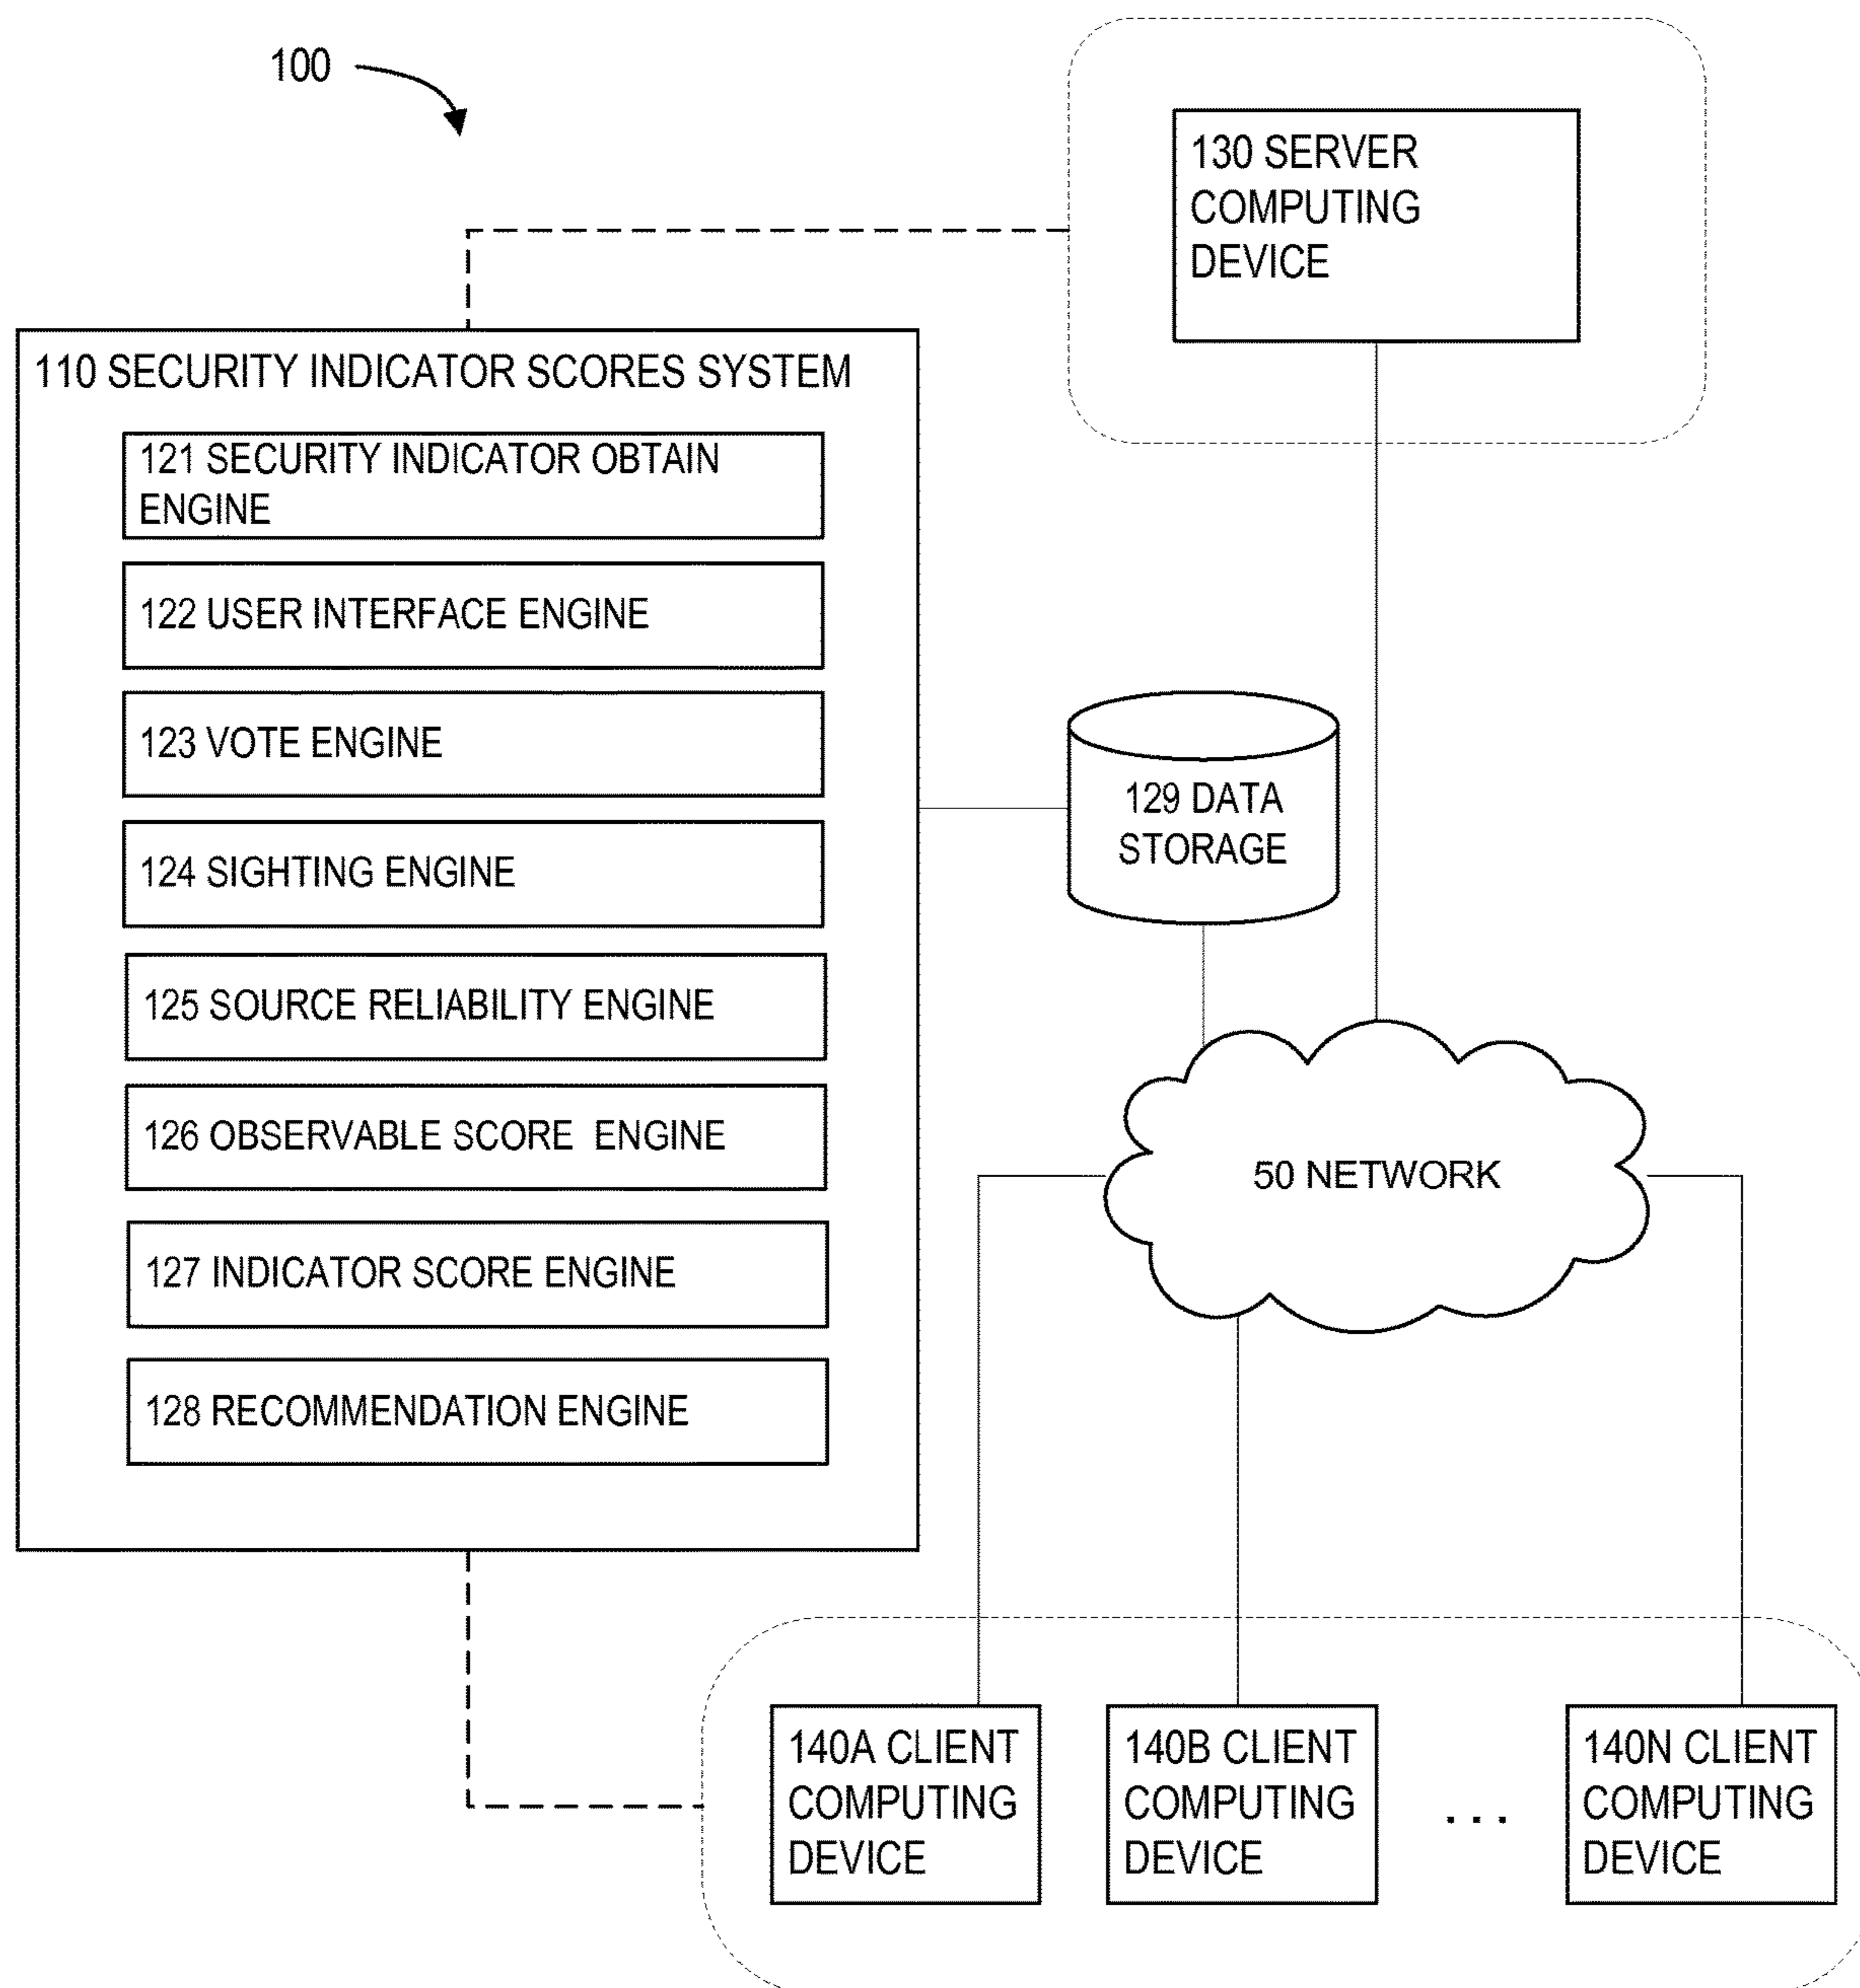 100
130 SERVER
COMPUTING
DEVICE
110 SECURITY INDICATOR SCORES SYSTEM
121 SECURITY INDICATOR OBTAIN
ENGINE
122 USER INTERFACE ENGINE
123 VOTE ENGINE
124 SIGHTING ENGINE
125 SOURCE RELIABILITY ENGINE
126 OBSERVABLE SCORE ENGINE
127 INDICATOR SCORE ENGINE
128 RECOMMENDATION ENGINE
129 DATA
STORAGE
50 NETWORK
140A CLIENT
COMPUTING
DEVICE
140B CLIENT
COMPUTING
DEVICE
...
140N CLIENT
COMPUTING
DEVICE